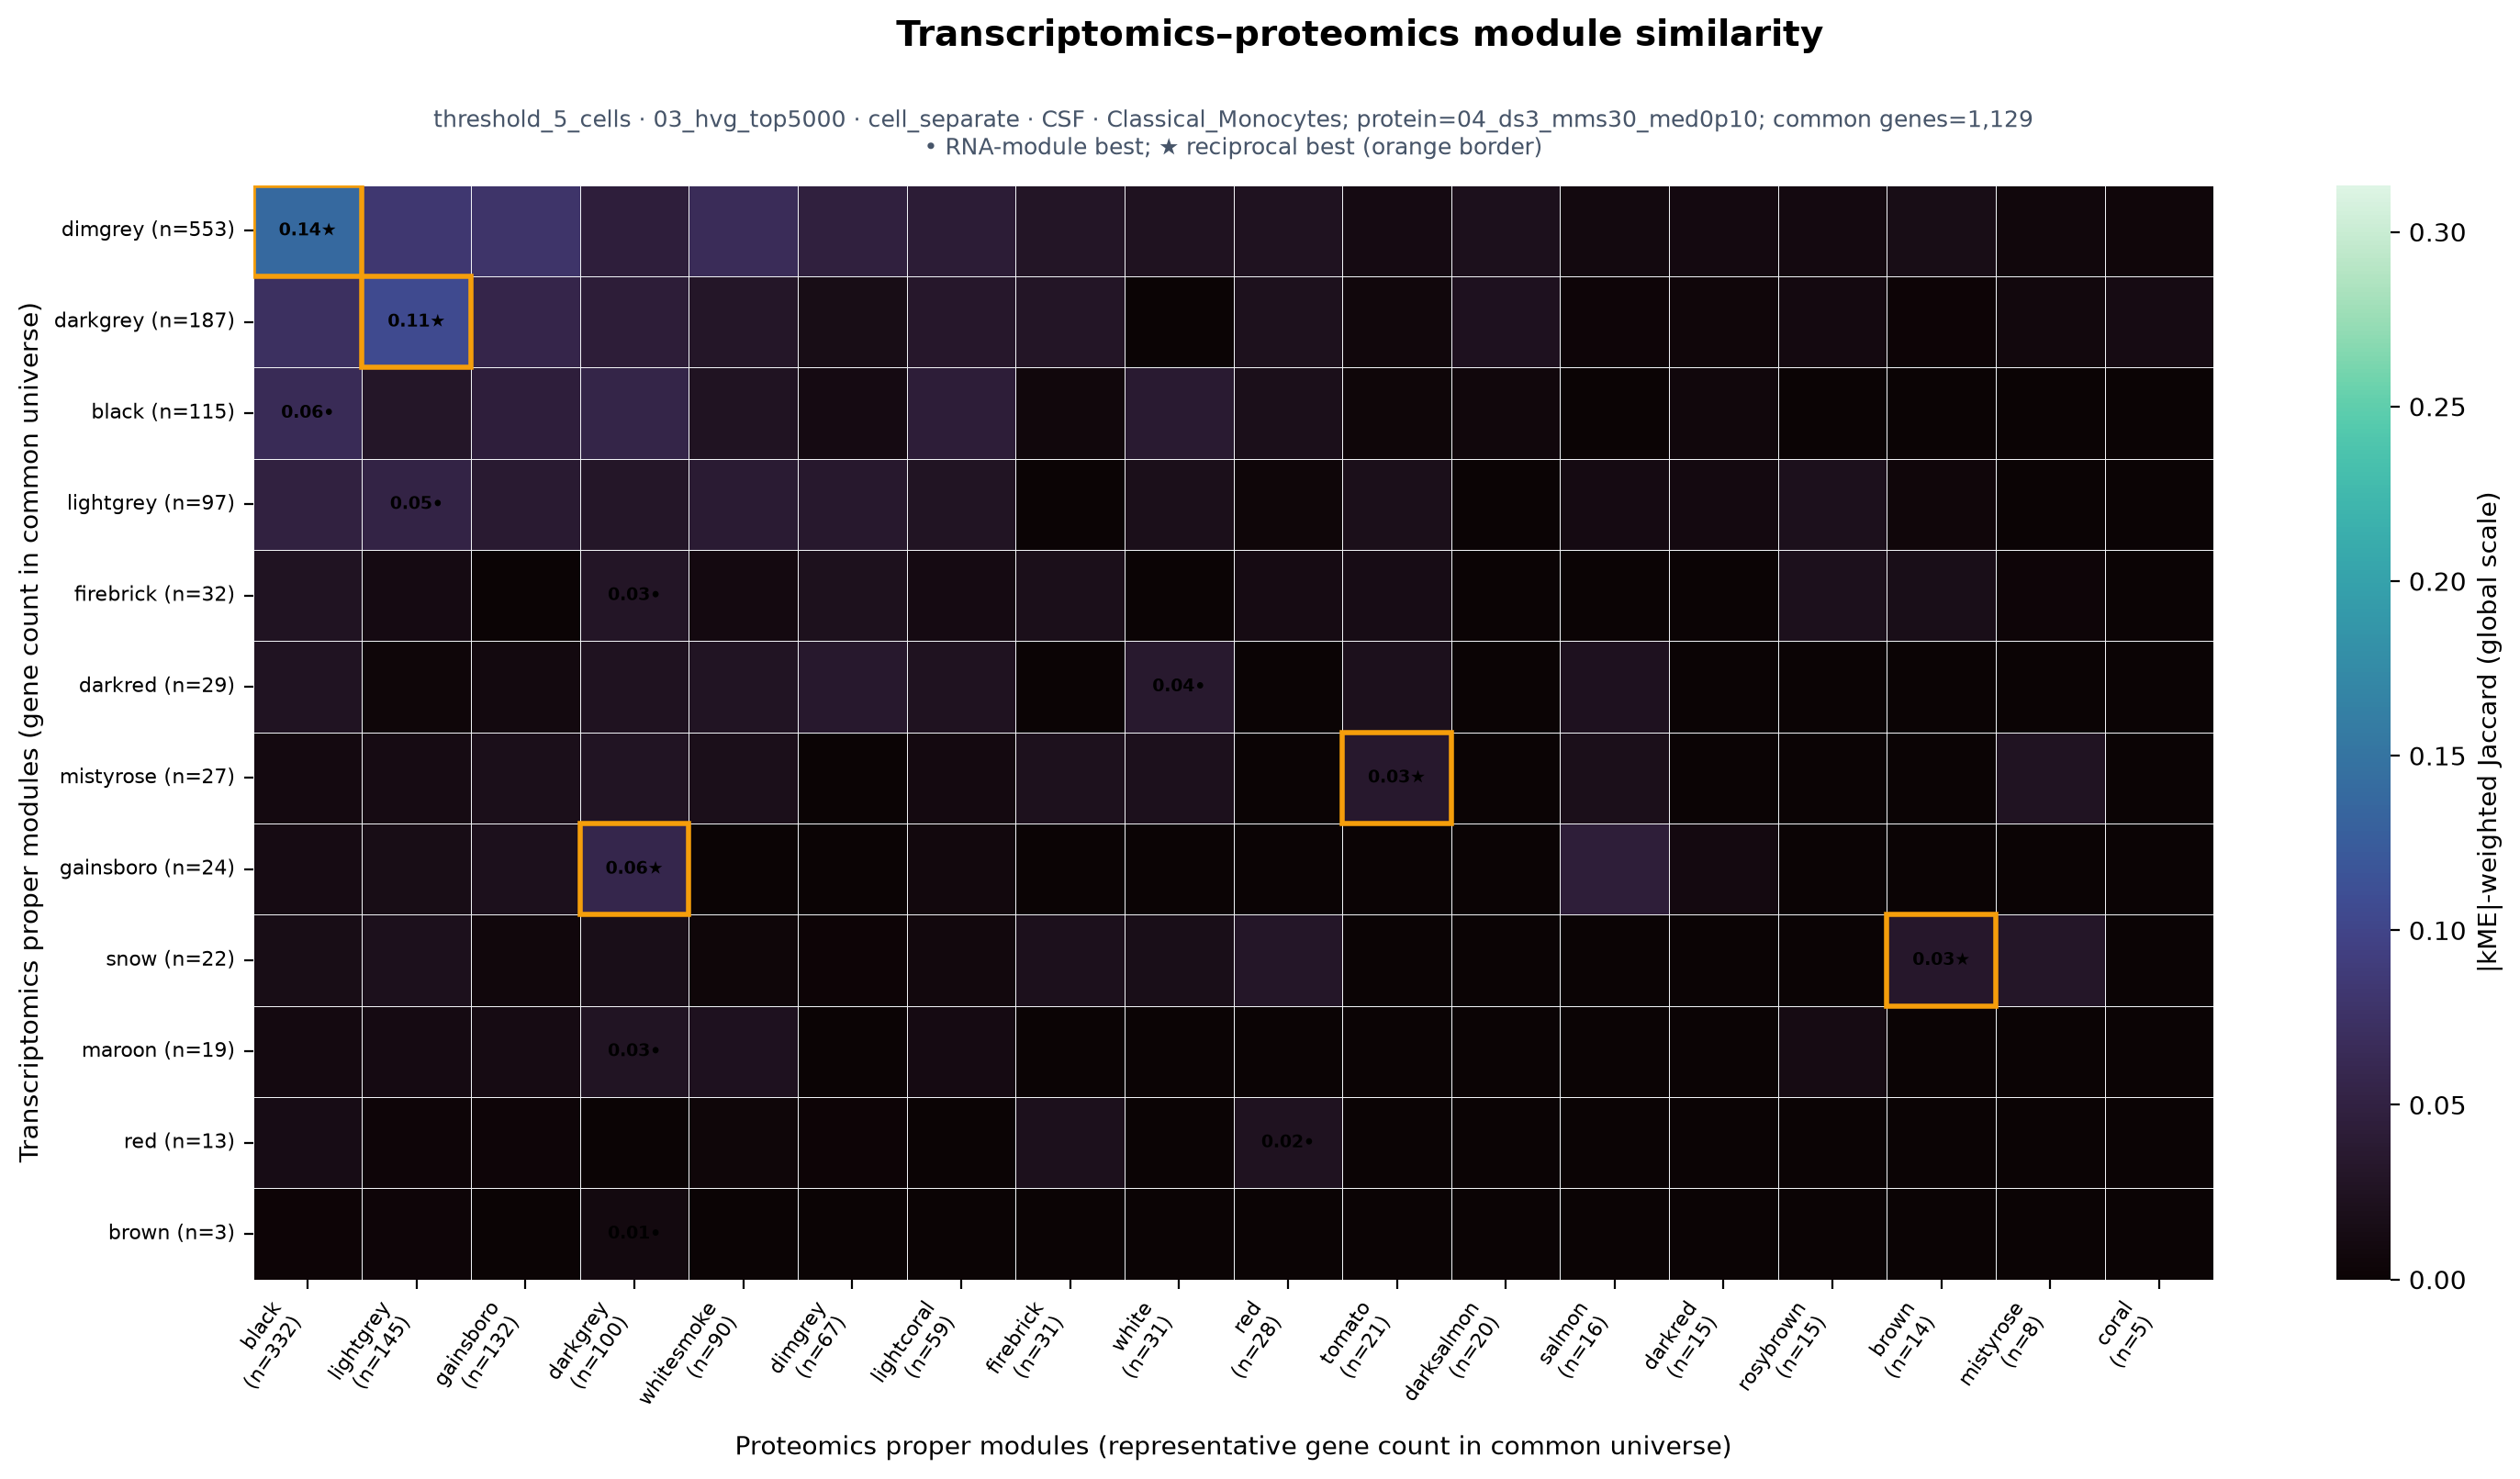 Transcriptomics–proteomics module similarity
threshold_5_cells · 03_hvg_top5000 · cell_separate · CSF · Classical_Monocytes; protein=04_ds3_mms30_med0p10; common genes=1,129
• RNA-module best; ★ reciprocal best (orange border)
Transcriptomics proper modules (gene count in common universe)
dimgrey (n=553)
darkgrey (n=187)
black (n=115)
lightgrey (n=97)
firebrick (n=32)
darkred (n=29)
mistyrose (n=27)
gainsboro (n=24)
snow (n=22)
maroon (n=19)
red (n=13)
brown (n=3)
0.14★
0.11★
0.06•
0.05•
0.03•
0.04•
0.03★
0.06★
0.03★
0.03•
0.02•
0.01•
black
(n=332)
lightgrey
(n=145)
gainsboro
(n=132)
darkgrey
(n=100)
whitesmoke
(n=90)
dimgrey
(n=67)
lightcoral
(n=59)
firebrick
(n=31)
white
(n=31)
red
(n=28)
tomato
(n=21)
darksalmon
(n=20)
salmon
(n=16)
darkred
(n=15)
rosybrown
(n=15)
brown
(n=14)
mistyrose
(n=8)
coral
(n=5)
Proteomics proper modules (representative gene count in common universe)
0.30
0.25
0.20
0.15
0.10
0.05
0.00
|kME|-weighted Jaccard (global scale)